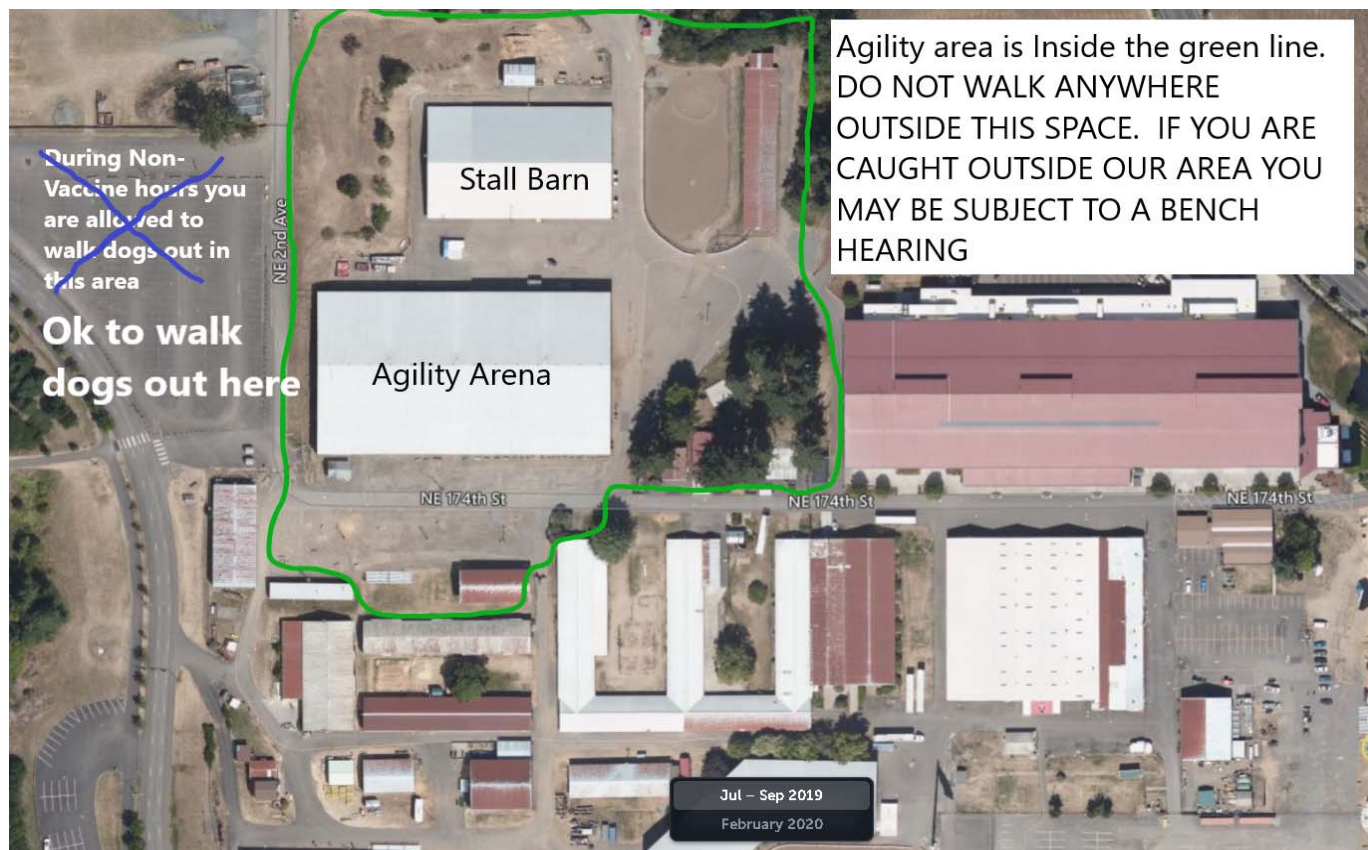 Agility area is Inside the green line.
DO NOT WALK ANYWHERE
OUTSIDE THIS SPACE.  IF YOU ARE
CAUGHT OUTSIDE OUR AREA YOU
MAY BE SUBJECT TO A BENCH
HEARING
During Non-
Vaccine hours you
are allowed to
walk dogs out in
this area
Ok to walk
dogs out here
NE 2nd Ave
Stall Barn
Agility Arena
NE 174th St
NE 174th St
NE 174th St
Jul – Sep 2019
February 2020